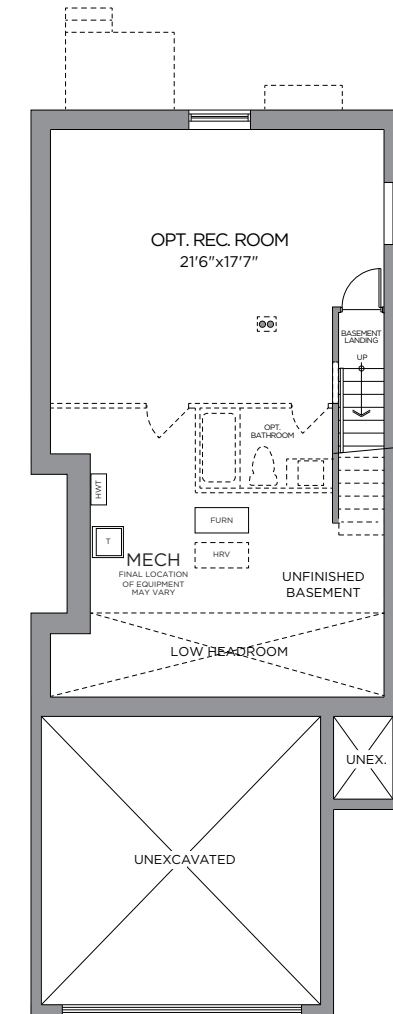 OPT. REC. ROOM
21'6"x17'7"
BASEMENT
LANDING
UP
OPT.
BATHROOM
HWT
FURN
T
HRV
MECH
FINAL LOCATION
OF EQUIPMENT
MAY VARY
UNFINISHED
BASEMENT
LOW HEADROOM
UNEX.
UNEXCAVATED